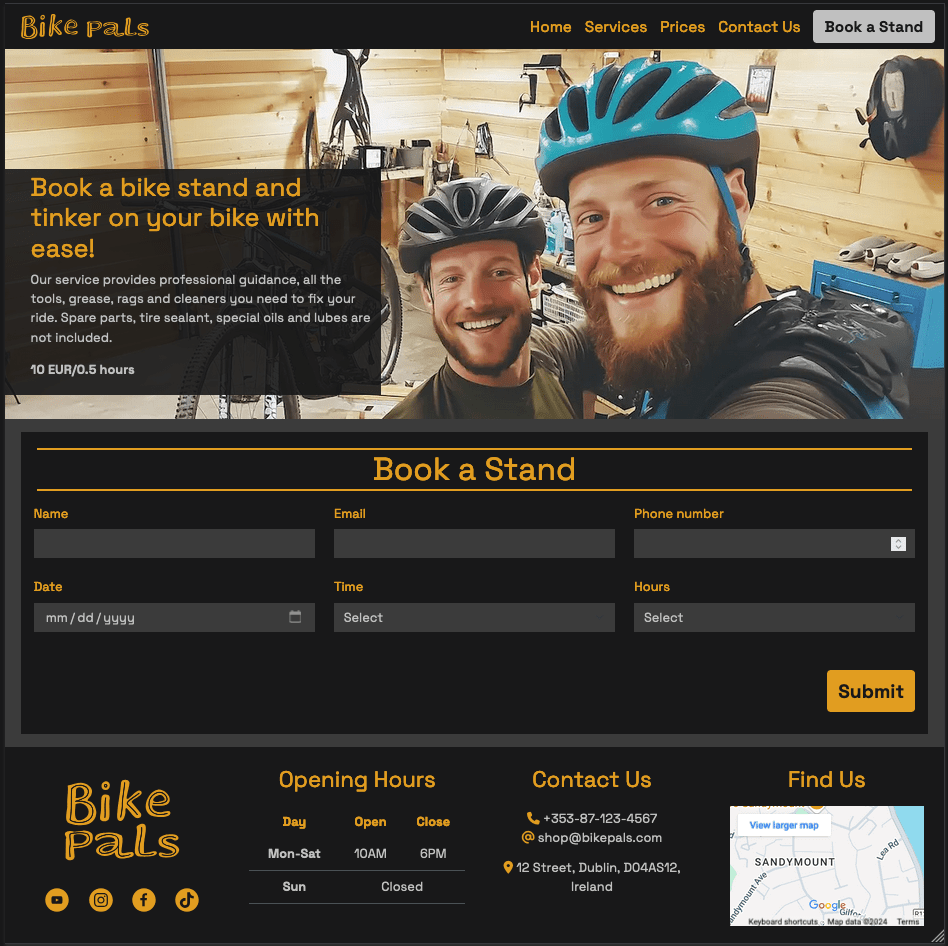 Bike pals
Home Services Prices Contact Us Book a Stand
Book a bike stand and
tinker on your bike with
ease!
Our service provides professional guidance, all the
tools, grease, rags and cleaners you need to fix your
ride. Spare parts, tire sealant, special oils and lubes are
not included.
10 EUR/0.5 hours
Book a Stand
Name Email Phone number
Date Time Hours
mm/dd/yyyy Select Select
Submit
Bike
pals
Opening Hours
Day Open Close
Mon-Sat 10AM 6PM
Sun Closed
Contact Us
+353-87-123-4567
shop@bikepals.com
12 Street, Dublin, D04AS12,
Ireland
Find Us
View larger map
SANDYMOUNT
Lea Rd
Sandymount Ave
Google
Keyboard shortcuts Map data ©2024 Terms